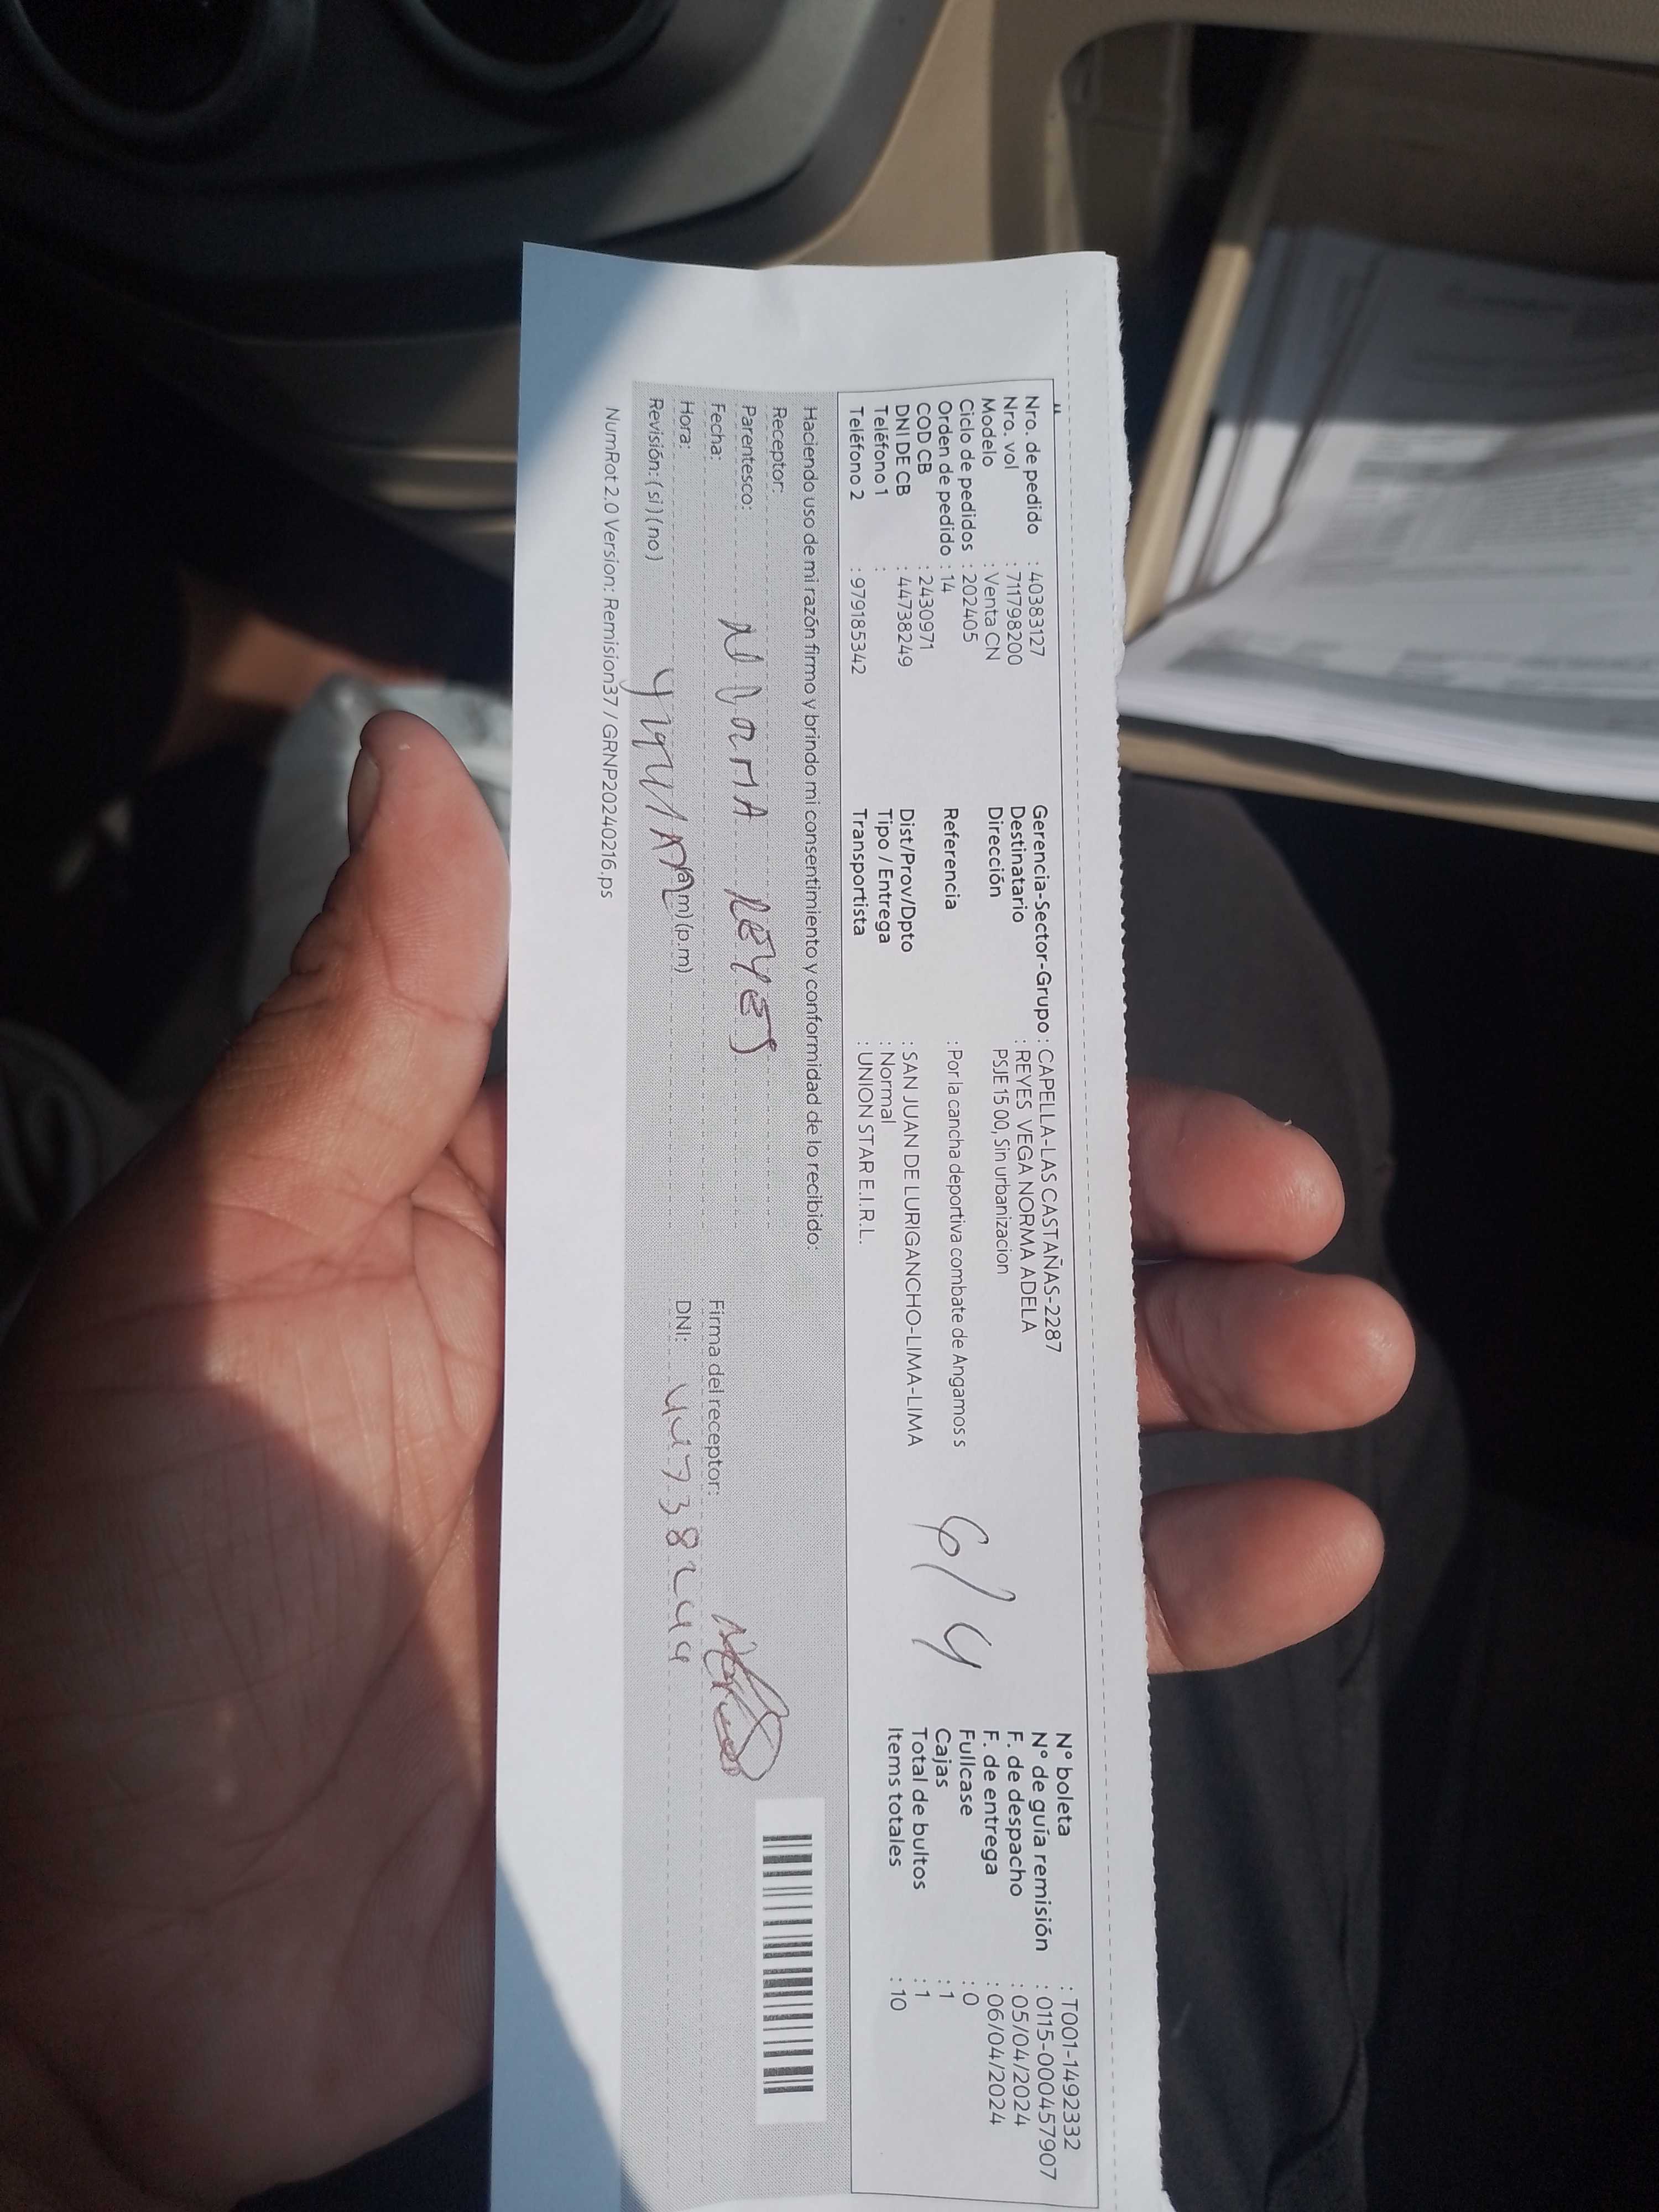 Nro. de pedido : 40383127
Nro. vol : 711798200
Modelo : Venta CN
Ciclo de pedidos : 202405
Orden de pedido : 14
COD CB : 2430971
DNI DE CB : 44738249
Teléfono 1 :
Teléfono 2 : 979185342
Gerencia-Sector-Grupo : CAPELLA-LAS CASTAÑAS-2287
Destinatario : REYES VEGA NORMA ADELA
Dirección PSJE 15 00, Sin urbanizacion
Referencia : Por la cancha deportiva combate de Angamos s
Dist/Prov/Dpto : SAN JUAN DE LURIGANCHO-LIMA-LIMA
Tipo / Entrega : Normal
Transportista : UNION STAR E.I.R.L.
6/4
N° boleta : T001-1492332
N° de guía remisión : 0115-000457907
F. de despacho : 05/04/2024
F. de entrega : 06/04/2024
Fullcase : 0
Cajas : 1
Total de bultos : 1
Items totales : 10
Haciendo uso de mi razón firmo y brindo mi consentimiento y conformidad de lo recibido:
Receptor:
Parentesco: NORMA REYES
Fecha:
Hora: (a.m) (p.m)
Revisión: (si) (no)
Firma del receptor:
DNI: 44738249
NumRot 2.0 Version: Remision37 / GRNP20240216.ps